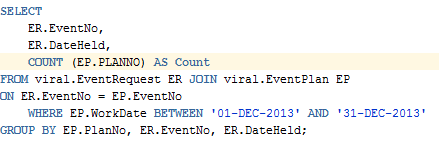 SELECT
ER.EventNo,
ER.DateHeld,
COUNT (EP.PLANNO) AS Count
FROM viral.EventRequest ER JOIN viral.EventPlan EP
ON ER.EventNo = EP.EventNo
WHERE EP.WorkDate BETWEEN '01-DEC-2013' AND '31-DEC-2013'
GROUP BY EP.PlanNo, ER.EventNo, ER.DateHeld;